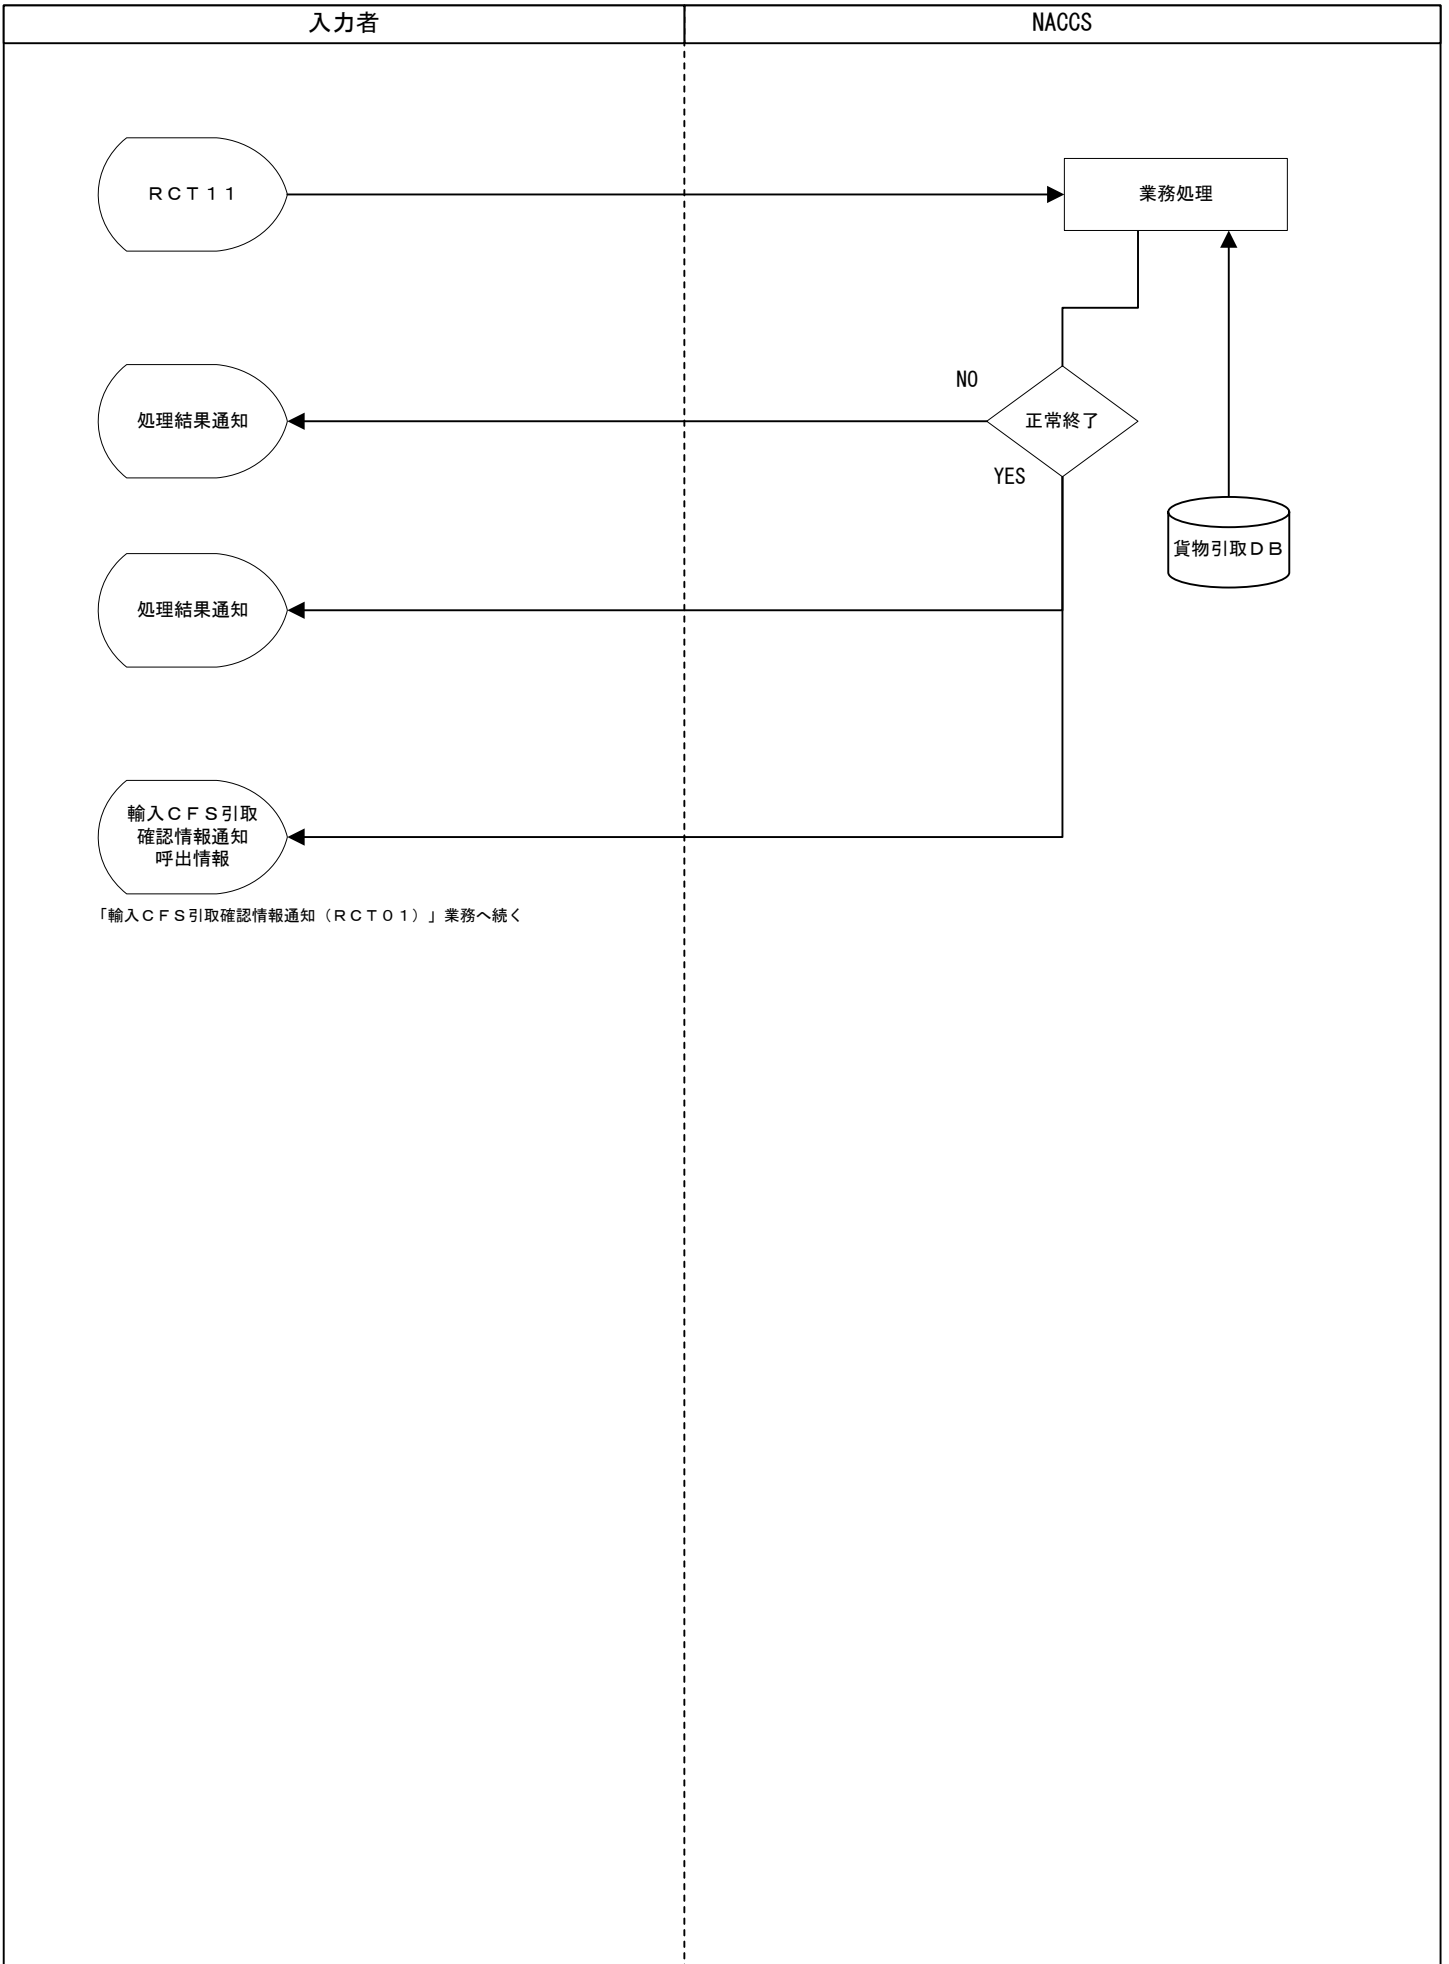 入力者
NACCS
ＲＣＴ１１
業務処理
NO
処理結果通知
正常終了
YES
貨物引取ＤＢ
処理結果通知
輸入ＣＦＳ引取
確認情報通知
呼出情報
「輸入ＣＦＳ引取確認情報通知（ＲＣＴ０１）」業務へ続く